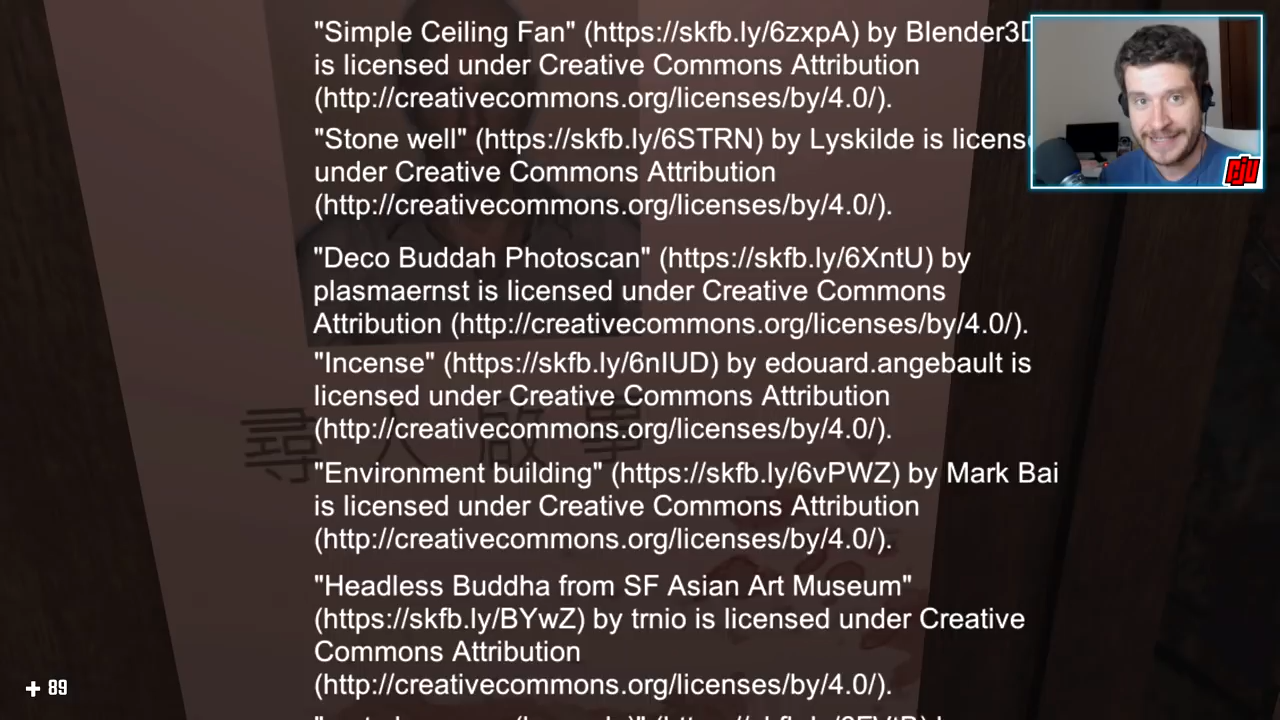 "Simple Ceiling Fan" (https://skfb.ly/6zxpA) by Blender3D
is licensed under Creative Commons Attribution
(http://creativecommons.org/licenses/by/4.0/).
"Stone well" (https://skfb.ly/6STRN) by Lyskilde is
under Creative Commons Attribution
(http://creativecommons.org/licenses/by/4.0/).
"Deco Buddah Photoscan" (https://skfb.ly/6XntU) by
plasmaernst is licensed under Creative Commons
Attribution (http://creativecommons.org/licenses/by/4.0/).
"Incense" (https://skfb.ly/6nIUD) by edouard.angebault is
licensed under Creative Commons Attribution
(http://creativecommons.org/licenses/by/4.0/).
尋人啟事
"Environment building" (https://skfb.ly/6vPWZ) by Mark Bai
is licensed under Creative Commons Attribution
(http://creativecommons.org/licenses/by/4.0/).
"Headless Buddha from SF Asian Art Museum"
(https://skfb.ly/BYwZ) by trnio is licensed under Creative
Commons Attribution
(http://creativecommons.org/licenses/by/4.0/).
+ 89
rju